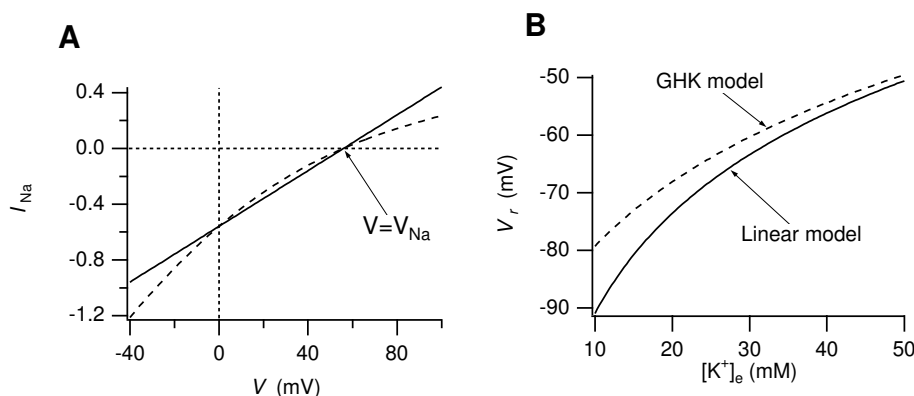 A
0.4
0.0
-0.4
-0.8
-1.2
I_Na
-40
0
40
80
V (mV)
V=V_Na
B
-50
-60
-70
-80
-90
V_r (mV)
GHK model
Linear model
10
20
30
40
50
[K⁺]_e (mM)